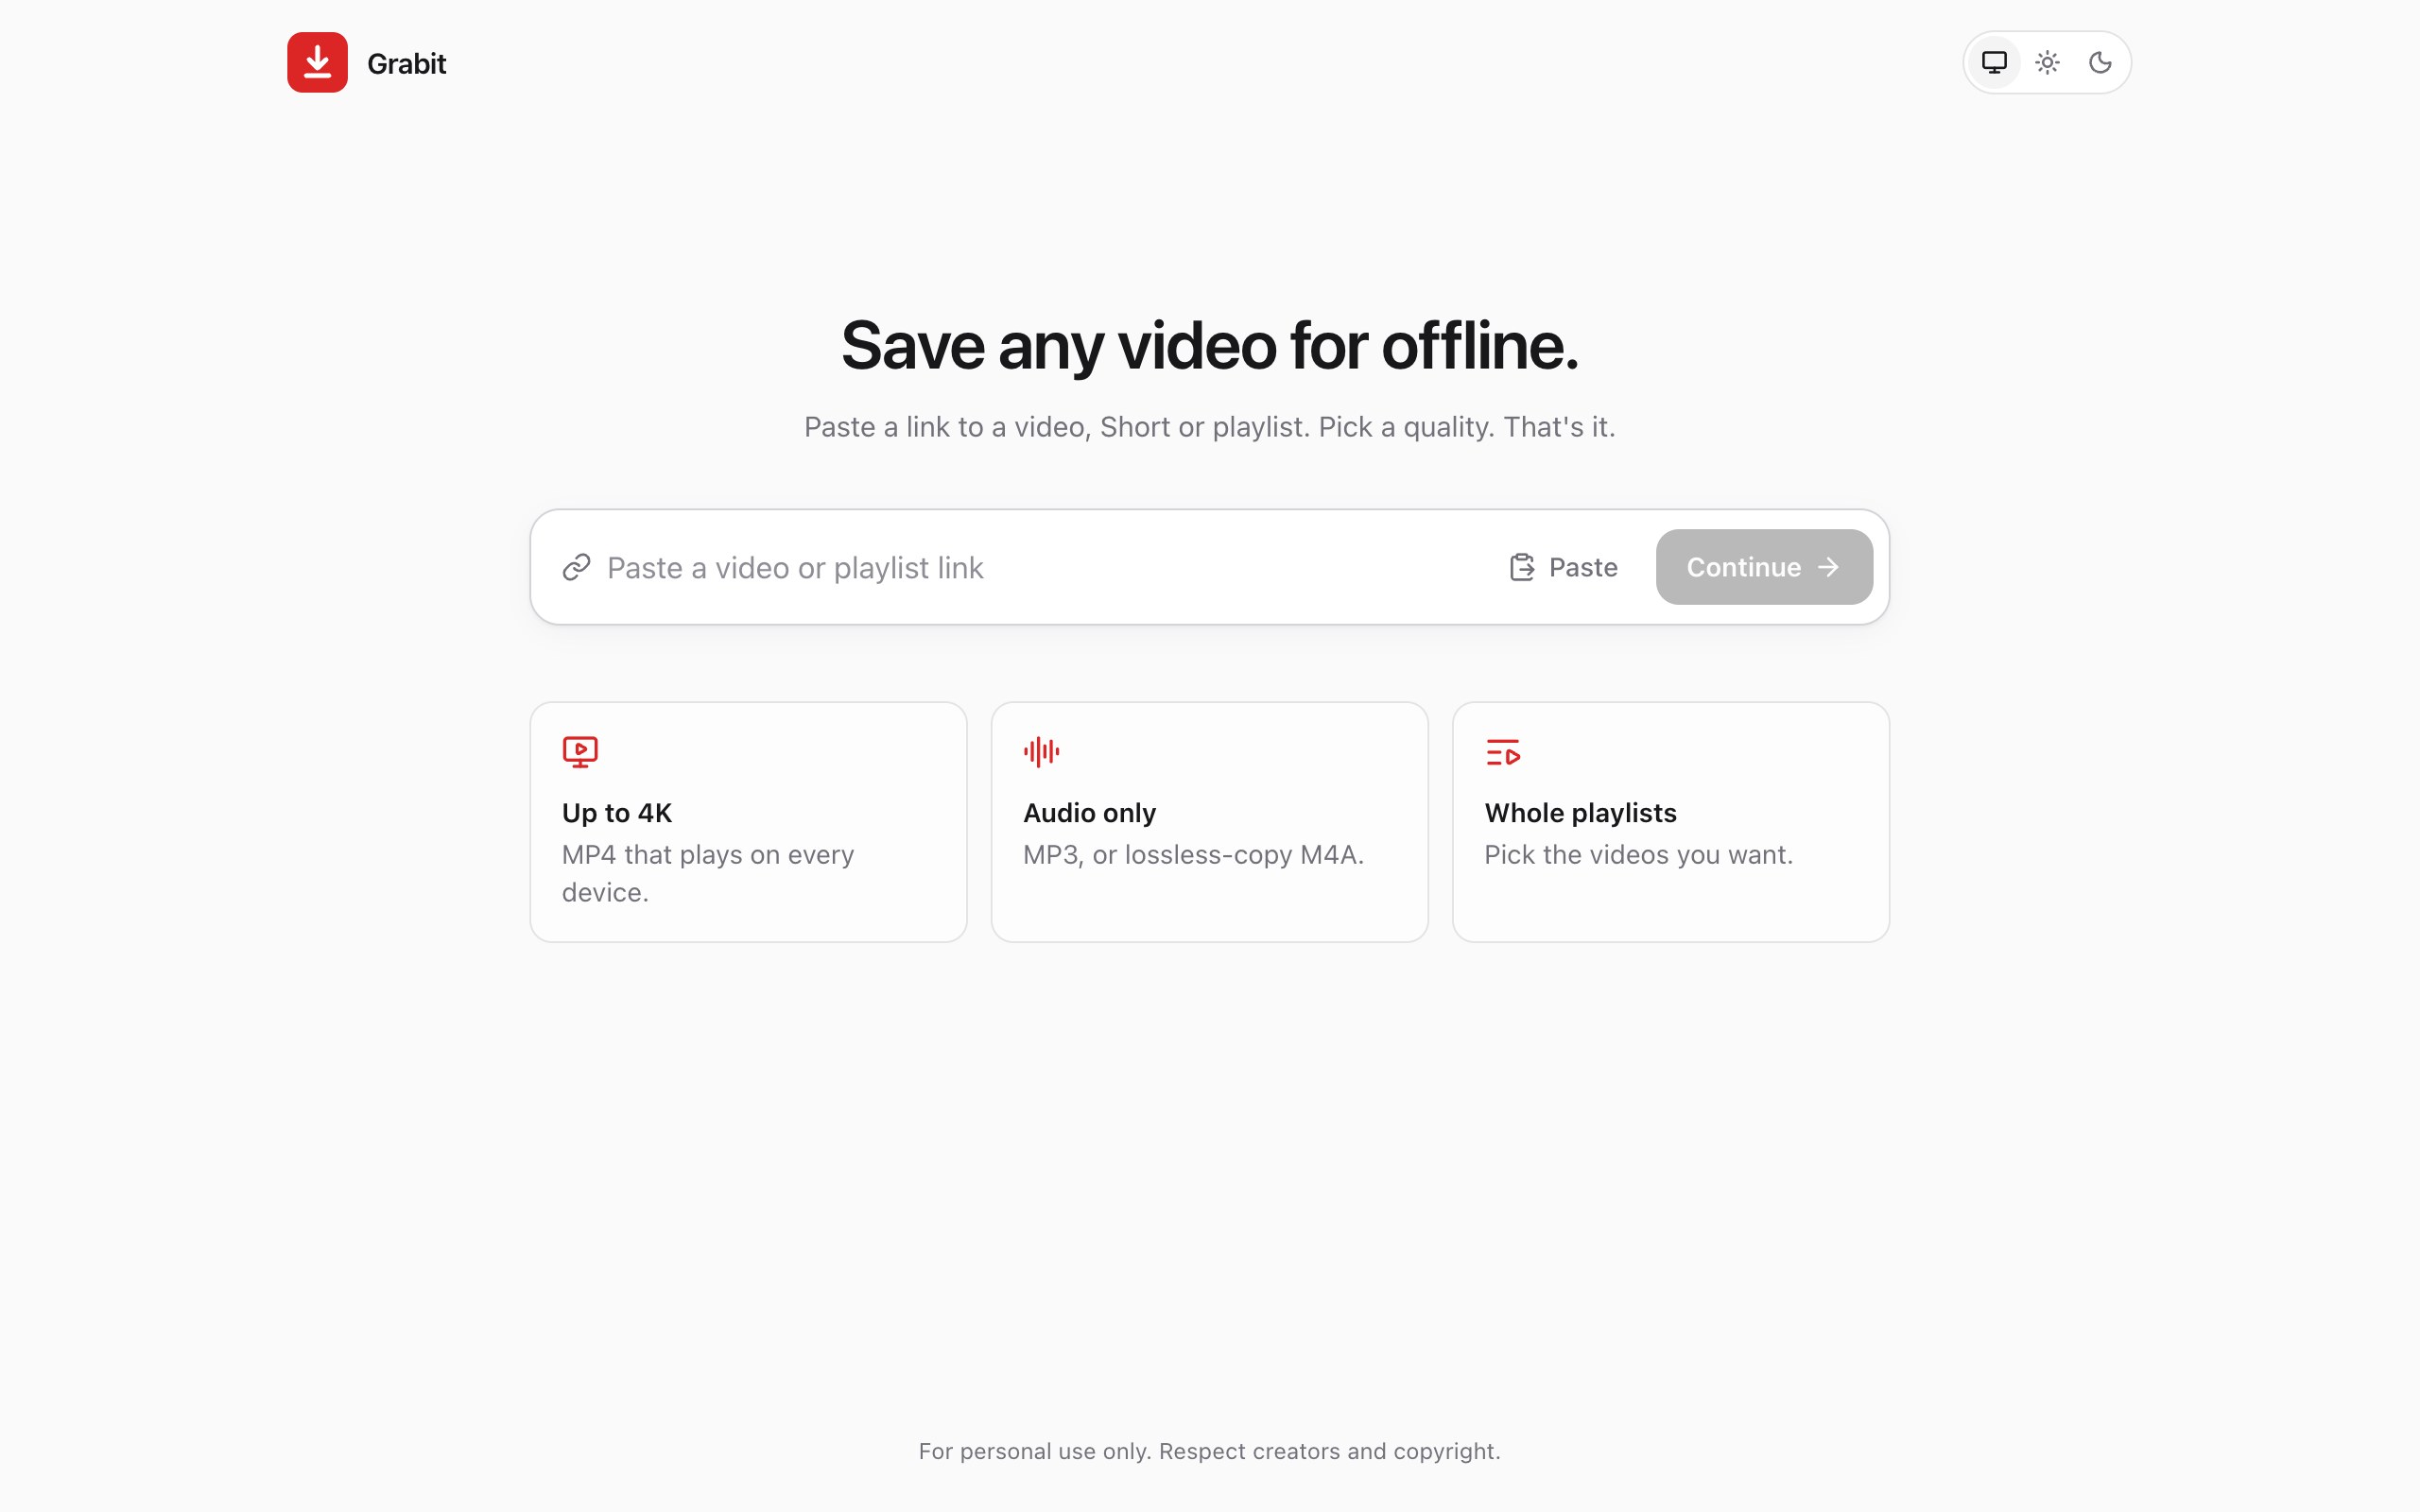 Grabit
Save any video for offline.
Paste a link to a video, Short or playlist. Pick a quality. That's it.
Paste a video or playlist link
Paste
Continue
Up to 4K
MP4 that plays on every
device.
Audio only
MP3, or lossless-copy M4A.
Whole playlists
Pick the videos you want.
For personal use only. Respect creators and copyright.